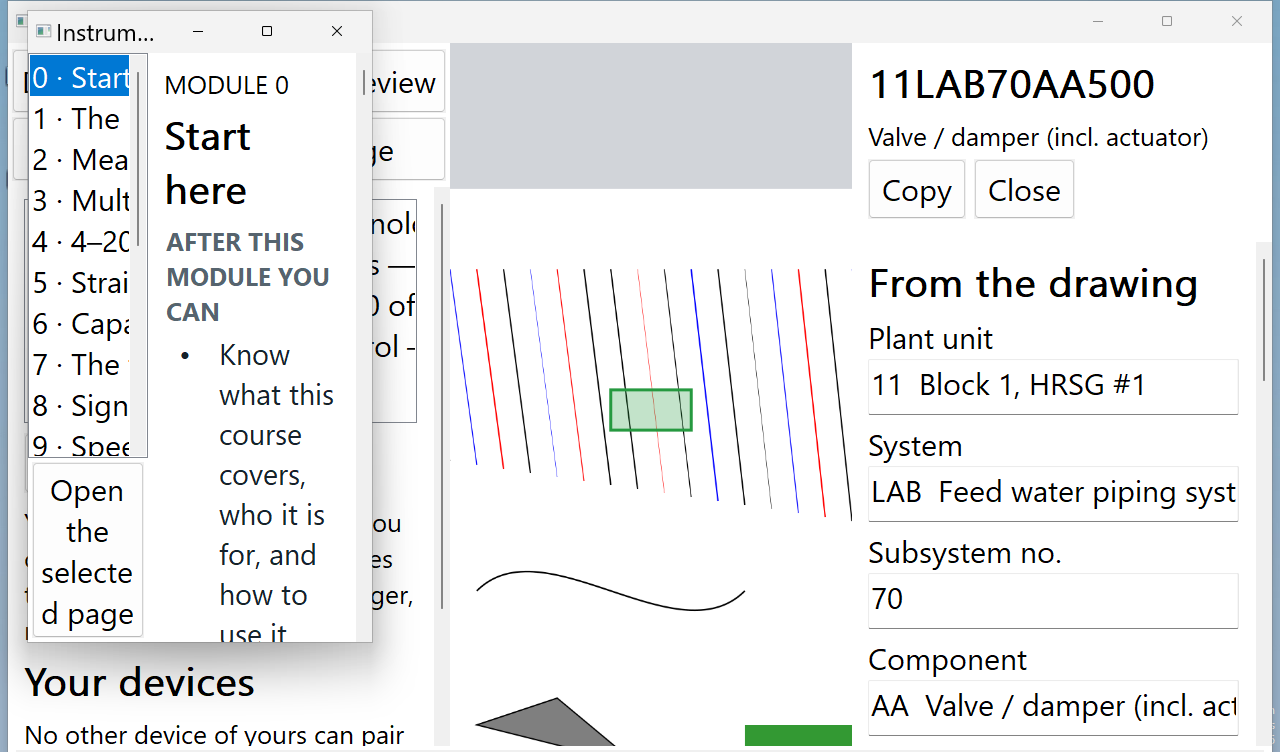 Instrum...
0 · Start
1 · The
2 · Mea
3 · Mult
4 · 4–20
5 · Strai
6 · Capa
7 · The
8 · Sign
9 · Spee
Open
the
selecte
d page
MODULE 0
Start
here
AFTER THIS
MODULE YOU
CAN
• Know
what this
course
covers,
who it is
for, and
how to
use it
eview
ge
nolo
s —
0 of
rol -
ou
es
ger,
Your devices
No other device of yours can pair
11LAB70AA500
Valve / damper (incl. actuator)
Copy
Close
From the drawing
Plant unit
11 Block 1, HRSG #1
System
LAB Feed water piping syst
Subsystem no.
70
Component
AA Valve / damper (incl. act